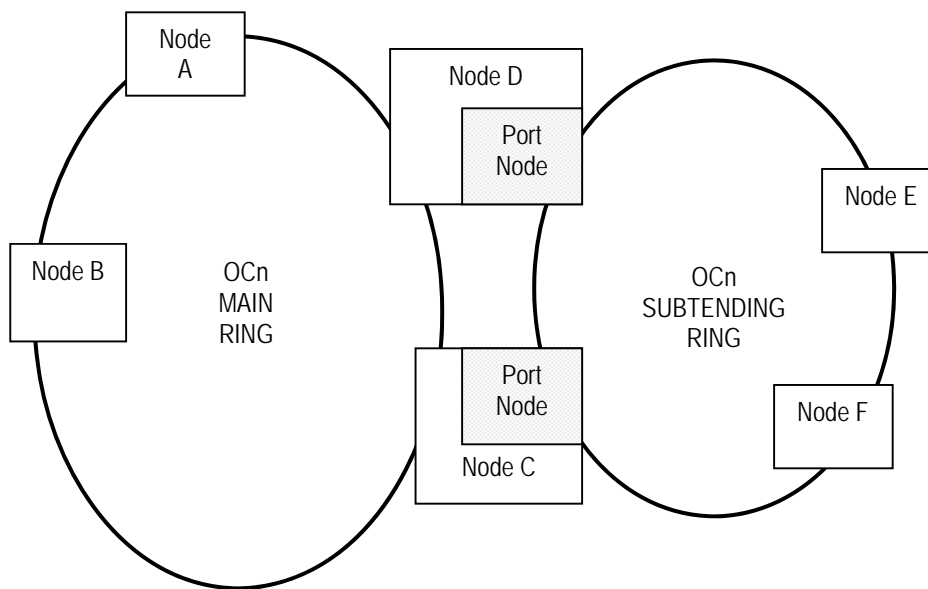 Node
A
Node D
Port
Node
Node E
Node B
OCn
MAIN
RING
OCn
SUBTENDING
RING
Port
Node
Node C
Node F